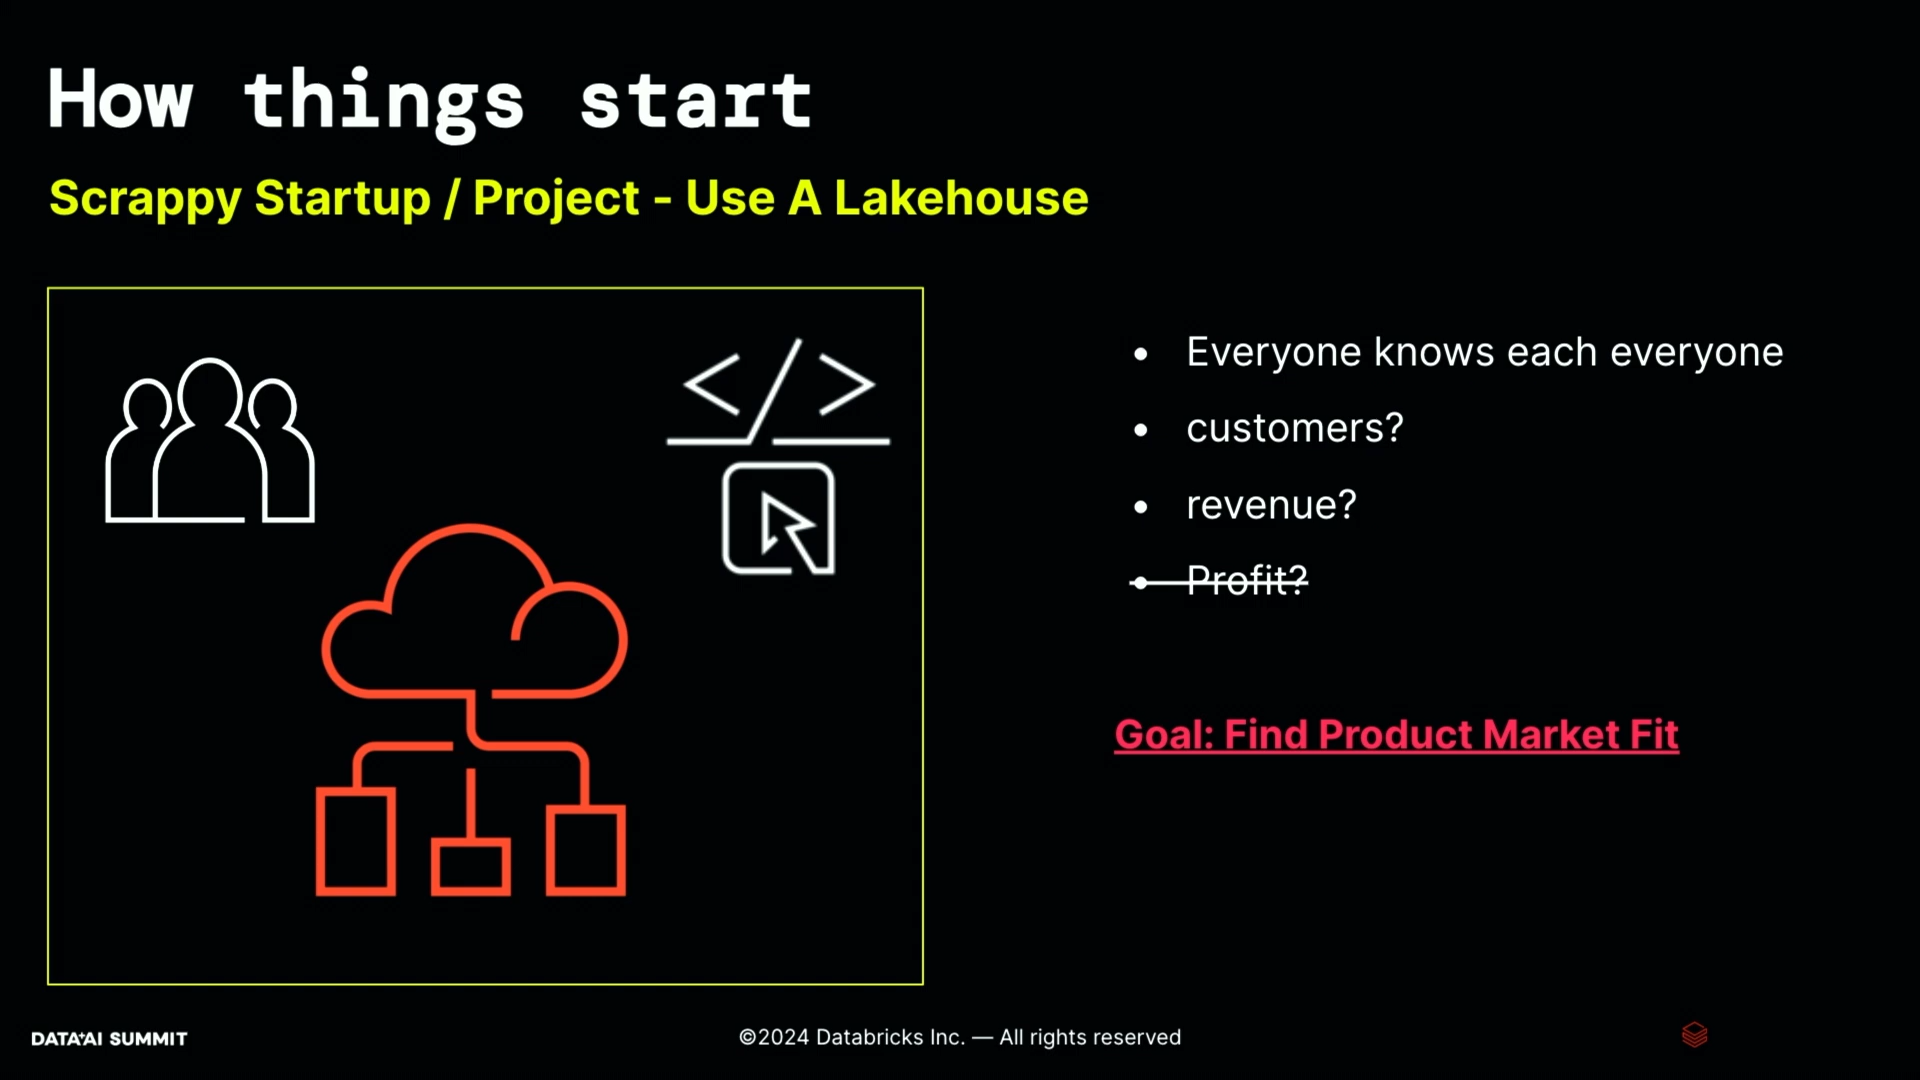 How things start
Scrappy Startup / Project - Use A Lakehouse
Everyone knows each everyone
customers?
revenue?
Profit?
Goal: Find Product Market Fit
DATA+AI SUMMIT
©2024 Databricks Inc. — All rights reserved